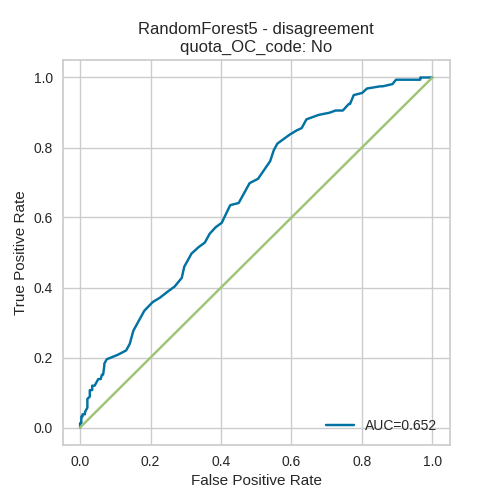 RandomForest5 - disagreement
quota_OC_code: No
True Positive Rate
1.0
0.8
0.6
0.4
0.2
0.0
AUC=0.652
0.0 0.2 0.4 0.6 0.8 1.0
False Positive Rate